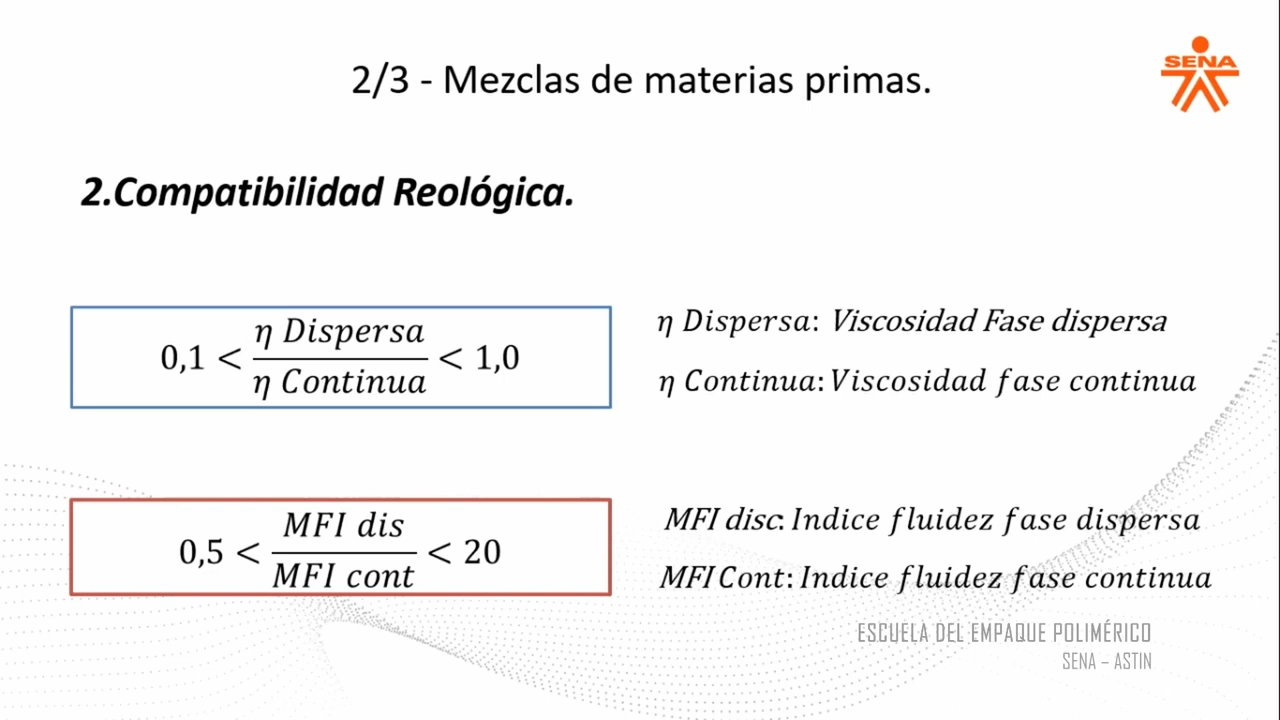 2/3 - Mezclas de materias primas.
SENA
2.Compatibilidad Reológica.
0,1 < η Dispersa / η Continua < 1,0
η Dispersa: Viscosidad Fase dispersa
η Continua: Viscosidad fase continua
0,5 < MFI dis / MFI cont < 20
MFI disc: Indice fluidez fase dispersa
MFI Cont: Indice fluidez fase continua
ESCUELA DEL EMPAQUE POLIMÉRICO
SENA – ASTIN